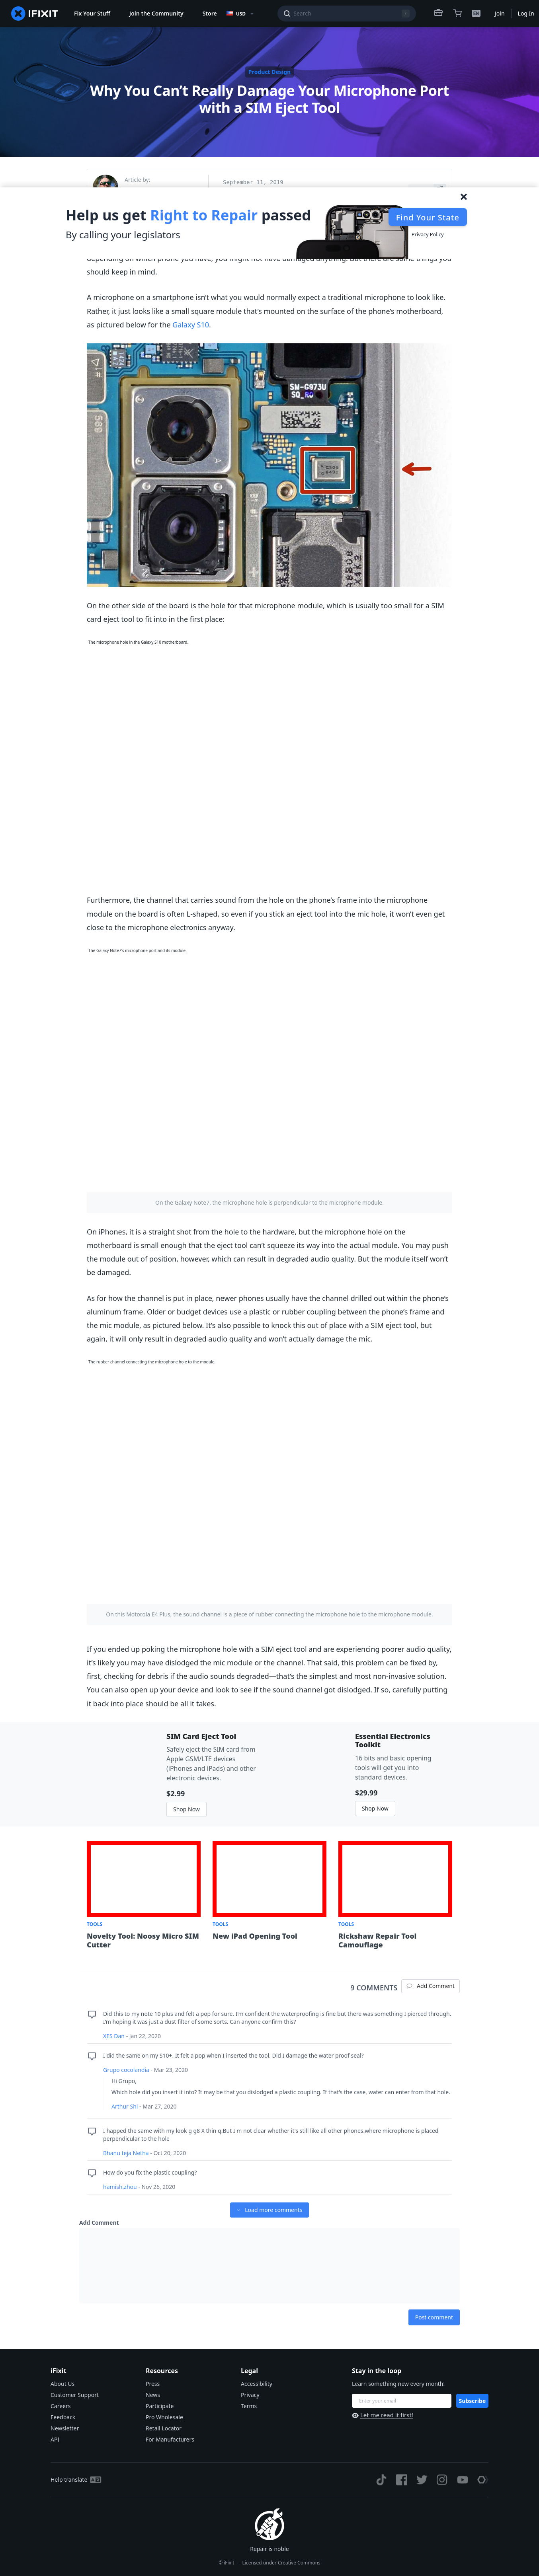 IFIXIT
Fix Your Stuff
Join the Community
Store
USD
Search
/
Join
Log In
Product Design
Why You Can't Really Damage Your Microphone Port
with a SIM Eject Tool
Article by:
September 11, 2019
Help us get Right to Repair passed
By calling your legislators
Find Your State
Privacy Policy
depending on which phone you have, you might not have damaged anything. But there are some things you
should keep in mind.
A microphone on a smartphone isn't what you would normally expect a traditional microphone to look like.
Rather, it just looks like a small square module that's mounted on the surface of the phone's motherboard,
as pictured below for the Galaxy S10.
SM-G973U
On the other side of the board is the hole for that microphone module, which is usually too small for a SIM
card eject tool to fit into in the first place:
The microphone hole in the Galaxy S10 motherboard.
Furthermore, the channel that carries sound from the hole on the phone's frame into the microphone
module on the board is often L-shaped, so even if you stick an eject tool into the mic hole, it won't even get
close to the microphone electronics anyway.
The Galaxy Note7's microphone port and its module.
On the Galaxy Note7, the microphone hole is perpendicular to the microphone module.
On iPhones, it is a straight shot from the hole to the hardware, but the microphone hole on the
motherboard is small enough that the eject tool can't squeeze its way into the actual module. You may push
the module out of position, however, which can result in degraded audio quality. But the module itself won't
be damaged.
As for how the channel is put in place, newer phones usually have the channel drilled out within the phone's
aluminum frame. Older or budget devices use a plastic or rubber coupling between the phone's frame and
the mic module, as pictured below. It's also possible to knock this out of place with a SIM eject tool, but
again, it will only result in degraded audio quality and won't actually damage the mic.
The rubber channel connecting the microphone hole to the module.
On this Motorola E4 Plus, the sound channel is a piece of rubber connecting the microphone hole to the microphone module.
If you ended up poking the microphone hole with a SIM eject tool and are experiencing poorer audio quality,
it's likely you may have dislodged the mic module or the channel. That said, this problem can be fixed by,
first, checking for debris if the audio sounds degraded—that's the simplest and most non-invasive solution.
You can also open up your device and look to see if the sound channel got dislodged. If so, carefully putting
it back into place should be all it takes.
SIM Card Eject Tool
Safely eject the SIM card from
Apple GSM/LTE devices
(iPhones and iPads) and other
electronic devices.
$2.99
Shop Now
Essential Electronics
Toolkit
16 bits and basic opening
tools will get you into
standard devices.
$29.99
Shop Now
TOOLS
Novelty Tool: Noosy Micro SIM
Cutter
TOOLS
New iPad Opening Tool
TOOLS
Rickshaw Repair Tool
Camouflage
9 COMMENTS
Add Comment
Did this to my note 10 plus and felt a pop for sure. I'm confident the waterproofing is fine but there was something I pierced through.
I'm hoping it was just a dust filter of some sorts. Can anyone confirm this?
XES Dan - Jan 22, 2020
I did the same on my S10+. It felt a pop when I inserted the tool. Did I damage the water proof seal?
Grupo cocolandia - Mar 23, 2020
Hi Grupo,
Which hole did you insert it into? It may be that you dislodged a plastic coupling. If that's the case, water can enter from that hole.
Arthur Shi - Mar 27, 2020
I happed the same with my look g g8 X thin q.But I m not clear whether it's still like all other phones.where microphone is placed
perpendicular to the hole
Bhanu teja Netha - Oct 20, 2020
How do you fix the plastic coupling?
hamish.zhou - Nov 26, 2020
Load more comments
Add Comment
Post comment
iFixit
About Us
Customer Support
Careers
Feedback
Newsletter
API
Resources
Press
News
Participate
Pro Wholesale
Retail Locator
For Manufacturers
Legal
Accessibility
Privacy
Terms
Stay in the loop
Learn something new every month!
Enter your email
Subscribe
Let me read it first!
Help translate
Repair is noble
© iFixit — Licensed under Creative Commons